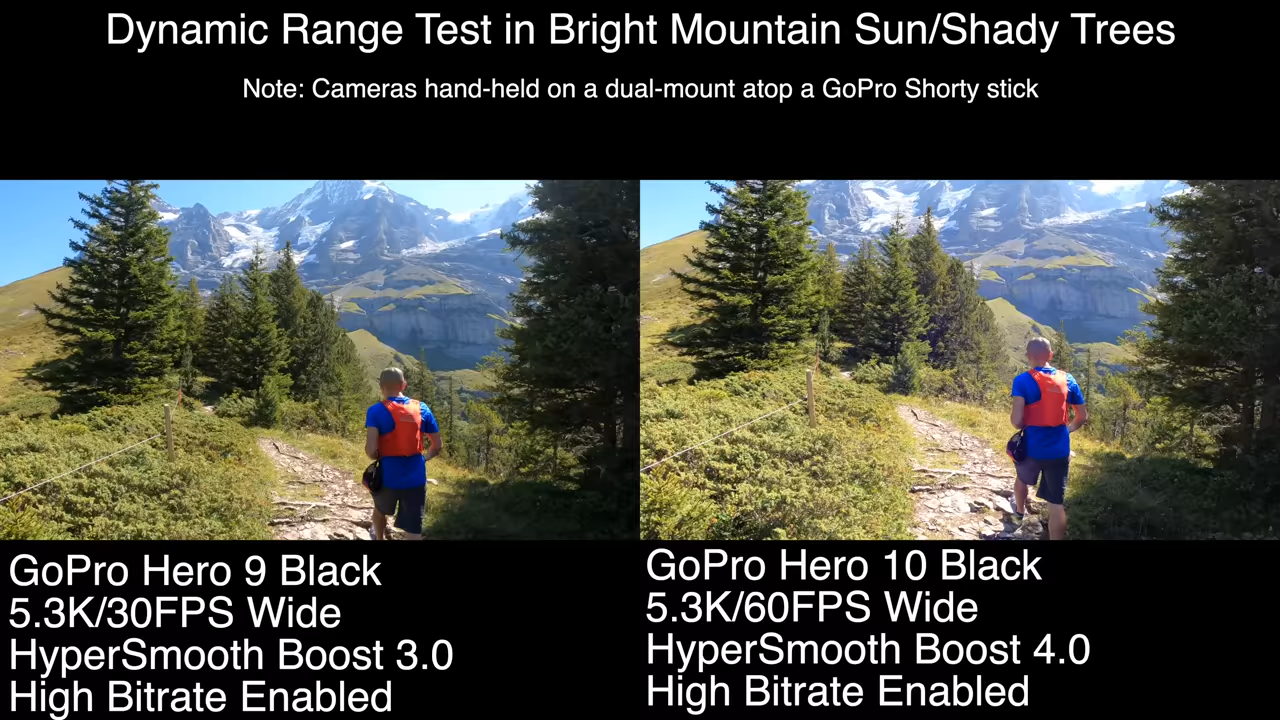 Dynamic Range Test in Bright Mountain Sun/Shady Trees
Note: Cameras hand-held on a dual-mount atop a GoPro Shorty stick
GoPro Hero 9 Black
5.3K/30FPS Wide
HyperSmooth Boost 3.0
High Bitrate Enabled
GoPro Hero 10 Black
5.3K/60FPS Wide
HyperSmooth Boost 4.0
High Bitrate Enabled